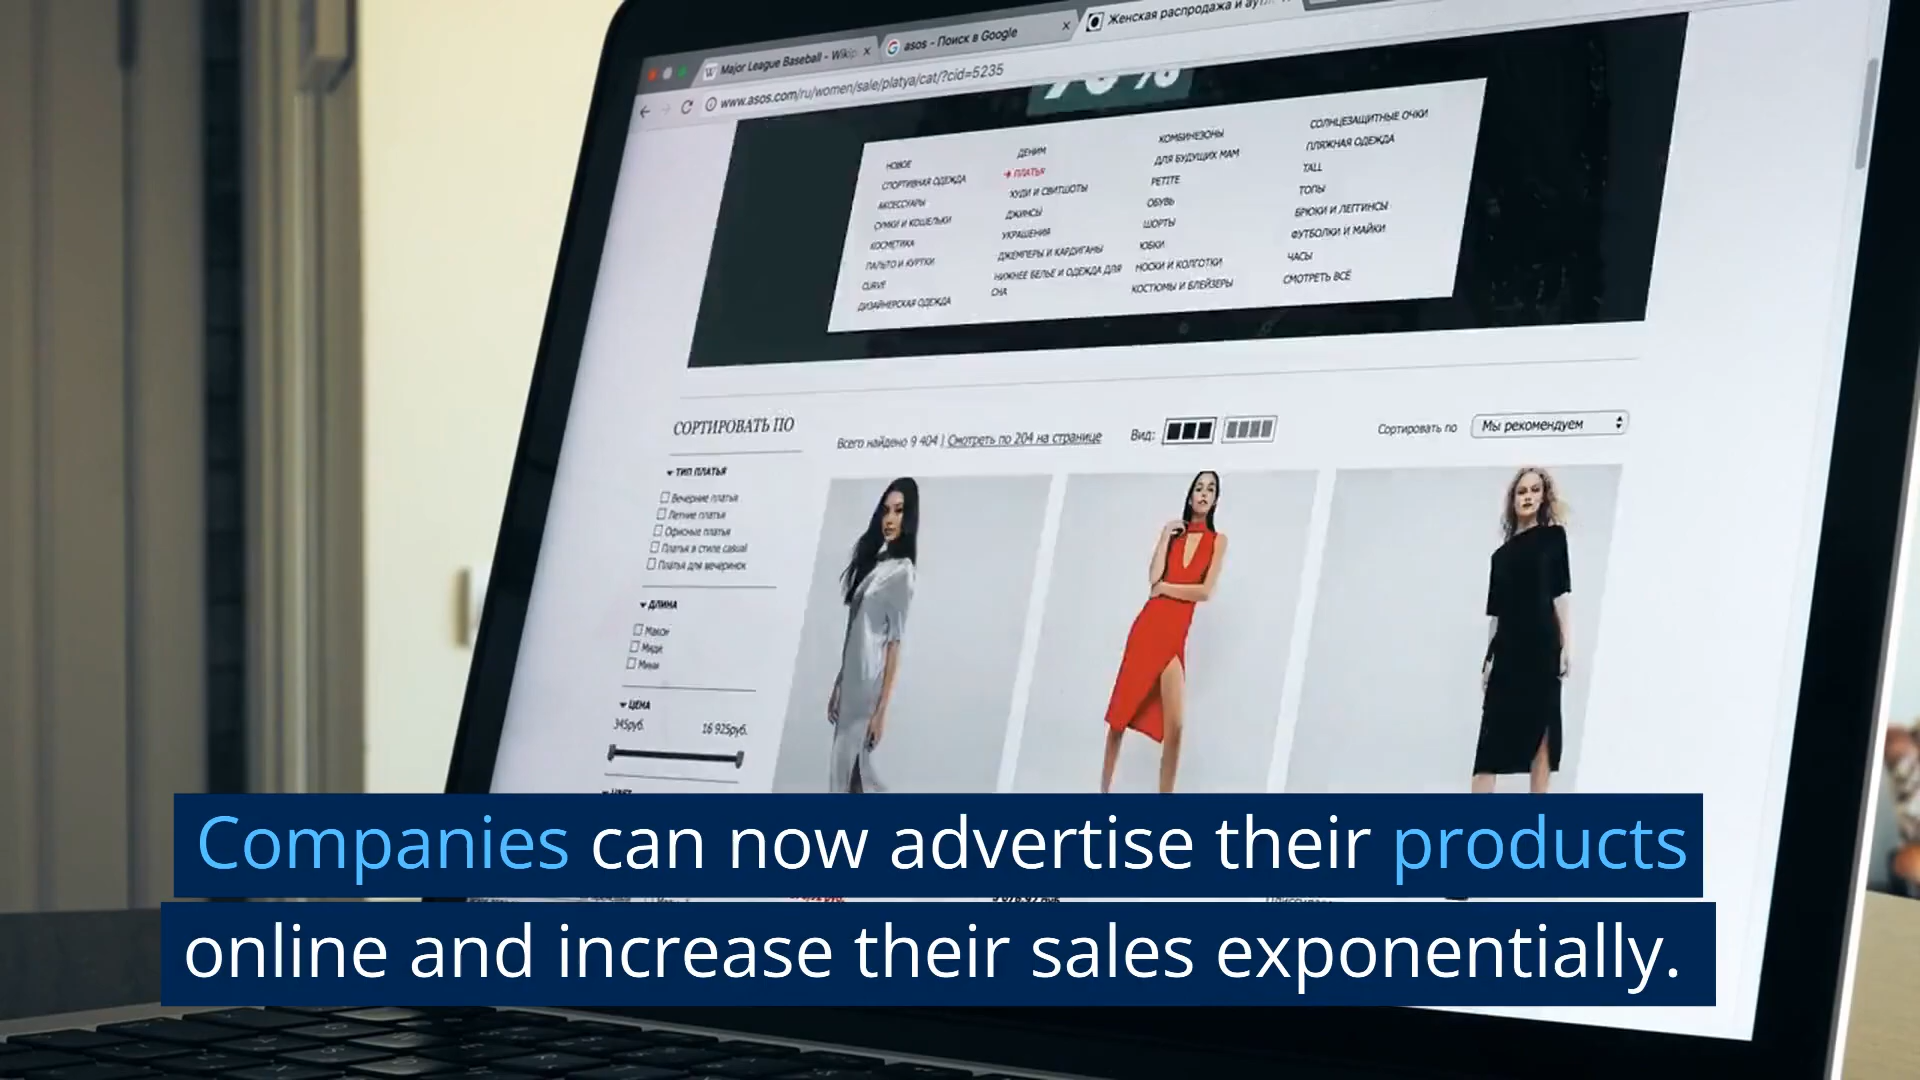 Major League Baseball - Wikip
asos - Поиск в Google
Женская распродажа и аут...
www.asos.com/ru/women/sale/platya/cat/?cid=5235
70%
НОВОЕ
СПОРТИВНАЯ ОДЕЖДА
АКСЕССУАРЫ
СУМКИ И КОШЕЛЬКИ
КОСМЕТИКА
ПАЛЬТО И КУРТКИ
CURVE
ДИЗАЙНЕРСКАЯ ОДЕЖДА
ДЕНИМ
ПЛАТЬЯ
ХУДИ И СВИТШОТЫ
ДЖИНСЫ
УКРАШЕНИЯ
ДЖЕМПЕРЫ И КАРДИГАНЫ
НИЖНЕЕ БЕЛЬЕ И ОДЕЖДА ДЛЯ
СНА
КОМБИНЕЗОНЫ
ДЛЯ БУДУЩИХ МАМ
PETITE
ОБУВЬ
ШОРТЫ
ЮБКИ
НОСКИ И КОЛГОТКИ
КОСТЮМЫ И БЛЕЙЗЕРЫ
СОЛНЦЕЗАЩИТНЫЕ ОЧКИ
ПЛЯЖНАЯ ОДЕЖДА
TALL
ТОПЫ
БРЮКИ И ЛЕГГИНСЫ
ФУТБОЛКИ И МАЙКИ
ЧАСЫ
СМОТРЕТЬ ВСЁ
СОРТИРОВАТЬ ПО
Всего найдено 9 404 | Смотреть по 204 на странице
Вид:
Сортировать по
Мы рекомендуем
ТИП ПЛАТЬЯ
Вечерние платья
Летние платья
Офисные платья
Платья в стиле casual
Платья для вечеринок
ДЛИНА
Макси
Миди
Мини
ЦЕНА
345руб. 16 925руб.
Companies can now advertise their products
online and increase their sales exponentially.